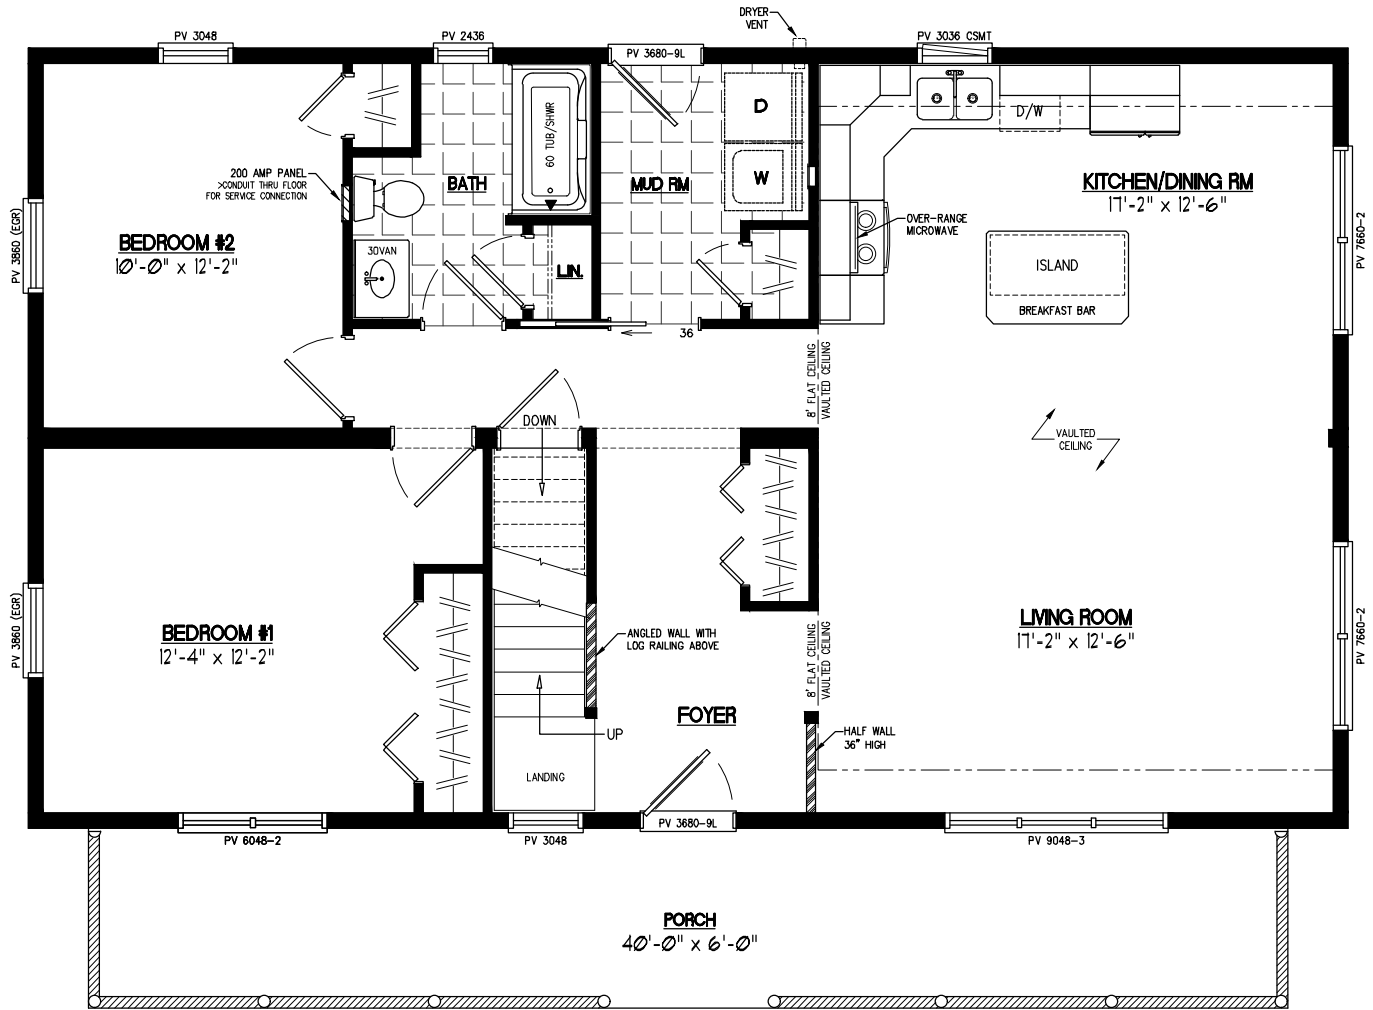 DRYER
VENT
PV 3048
PV 2436
PV 3680-9L
PV 3036 CSMT
D
D/W
60 TUB/SHWR
200 AMP PANEL
>CONDUIT THRU FLOOR
FOR SERVICE CONNECTION
BATH
MUD RM
W
KITCHEN/DINING RM
17'-2" x 12'-6"
OVER-RANGE
MICROWAVE
PV 3860 (EGR)
BEDROOM #2
10'-0" x 12'-2"
30VAN
LIN.
ISLAND
BREAKFAST BAR
PV 7660-2
36
8' FLAT CEILING
VAULTED CEILING
DOWN
VAULTED
CEILING
PV 3860 (EGR)
BEDROOM #1
12'-4" x 12'-2"
ANGLED WALL WITH
LOG RAILING ABOVE
8' FLAT CEILING
VAULTED CEILING
LIVING ROOM
17'-2" x 12'-6"
PV 7660-2
FOYER
UP
HALF WALL
36" HIGH
LANDING
PV 6048-2
PV 3048
PV 3680-9L
PV 9048-3
PORCH
40'-0" x 6'-0"